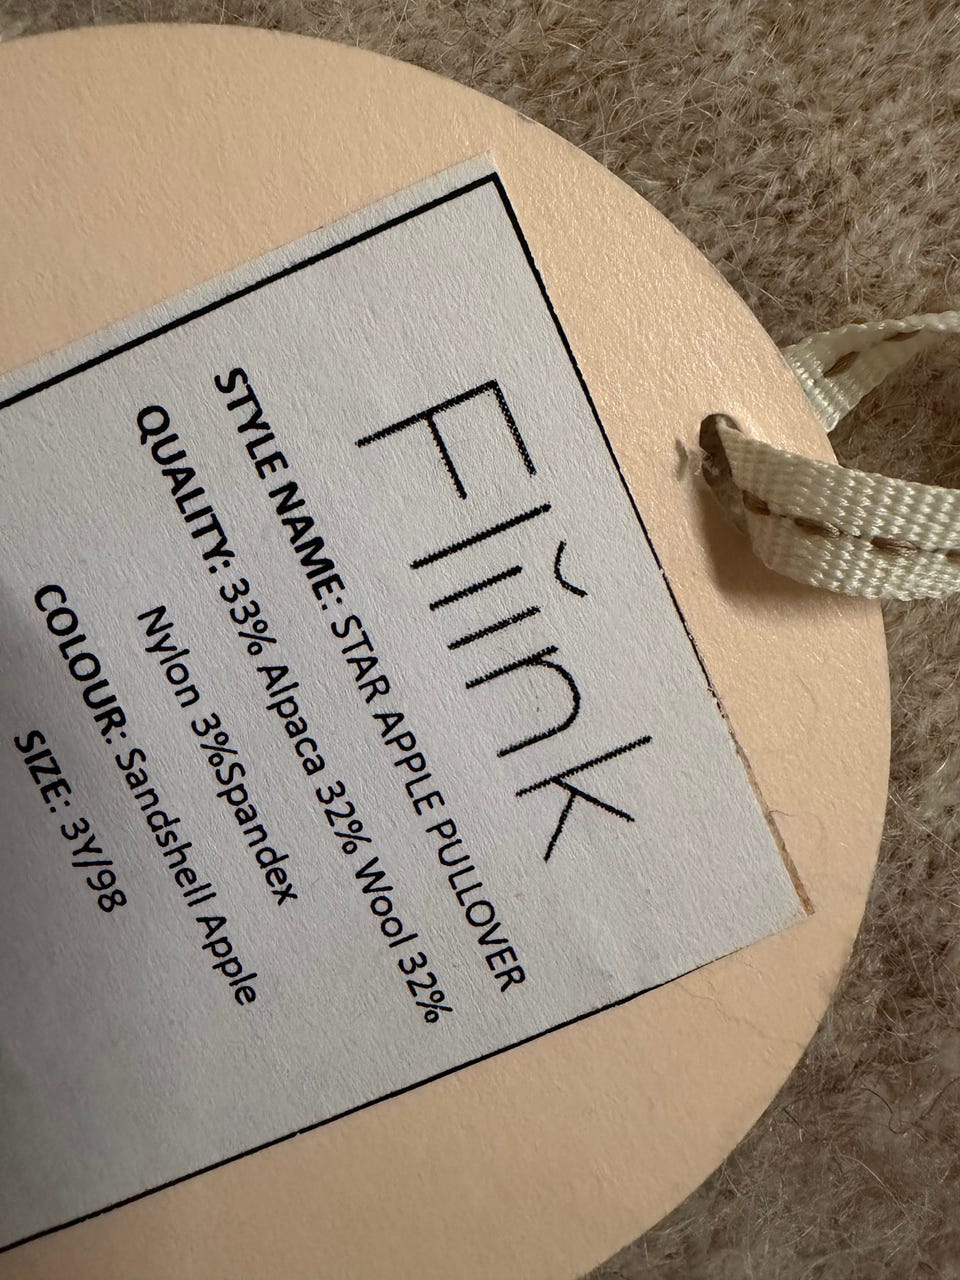 Flĭınk
STYLE NAME: STAR APPLE PULLOVER
QUALITY: 33% Alpaca 32% Wool 32%
Nylon 3%Spandex
COLOUR: Sandshell Apple
SIZE: 3Y/98